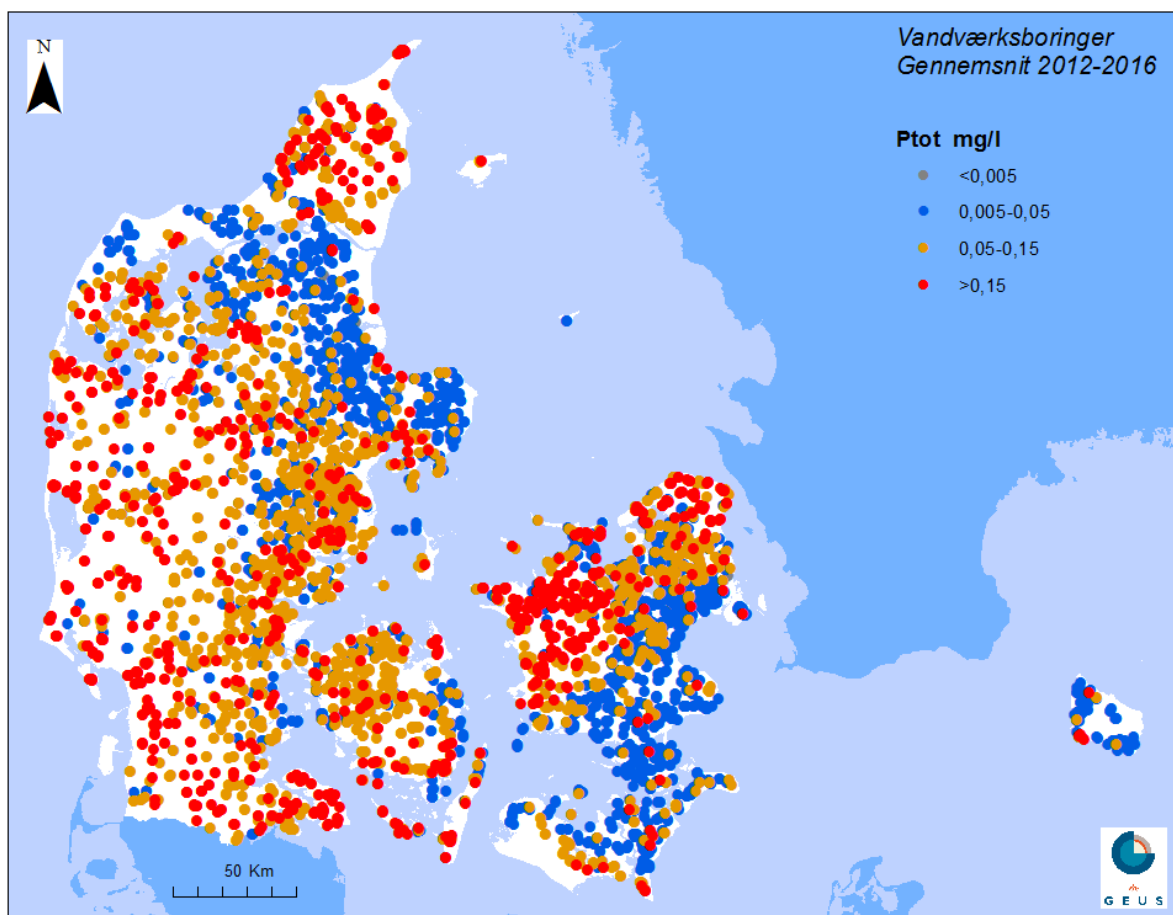 N
Vandværksboringer
Gennemsnit 2012-2016
Ptot mg/l
<0,005
0,005-0,05
0,05-0,15
>0,15
50 Km
G E U S